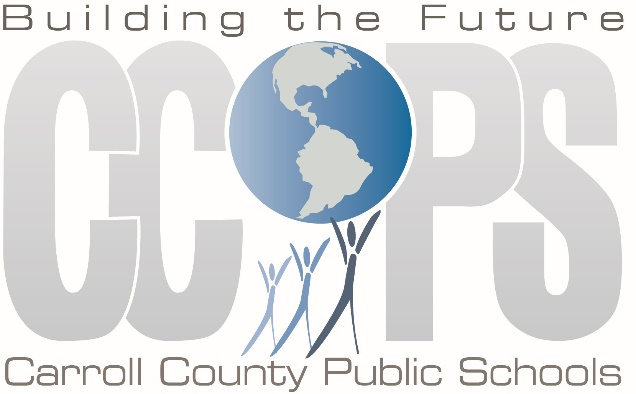 Building the Future
CCPS
Carroll County Public Schools